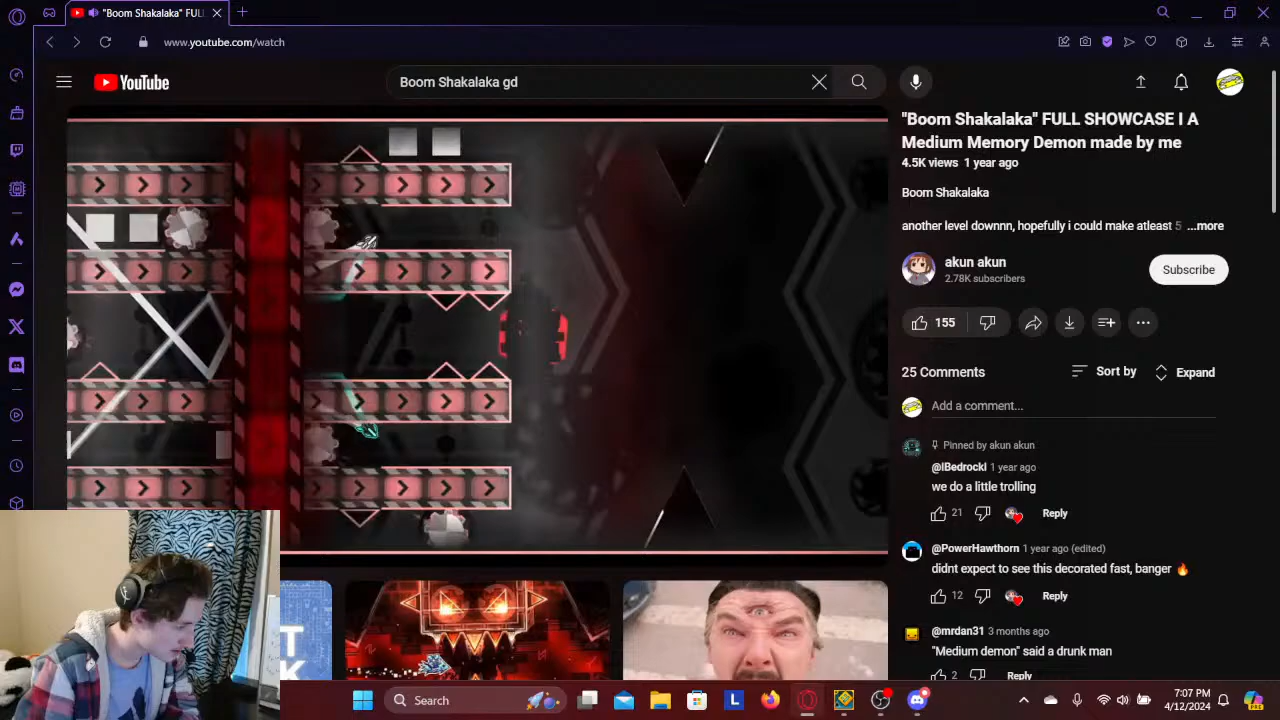 "Boom Shakalaka" FUL
www.youtube.com/watch
YouTube
Boom Shakalaka gd
"Boom Shakalaka" FULL SHOWCASE I A
Medium Memory Demon made by me
4.5K views 1 year ago
Boom Shakalaka
another level downnn, hopefully i could make atleast 5 ...more
akun akun
2.78K subscribers
Subscribe
155
25 Comments
Sort by
Expand
Add a comment...
Pinned by akun akun
@IBedrockI 1 year ago
we do a little trolling
21
Reply
@PowerHawthorn 1 year ago (edited)
didnt expect to see this decorated fast, banger 🔥
12
Reply
@mrdan31 3 months ago
"Medium demon" said a drunk man
2
Reply
Search
L
7:07 PM
4/12/2024